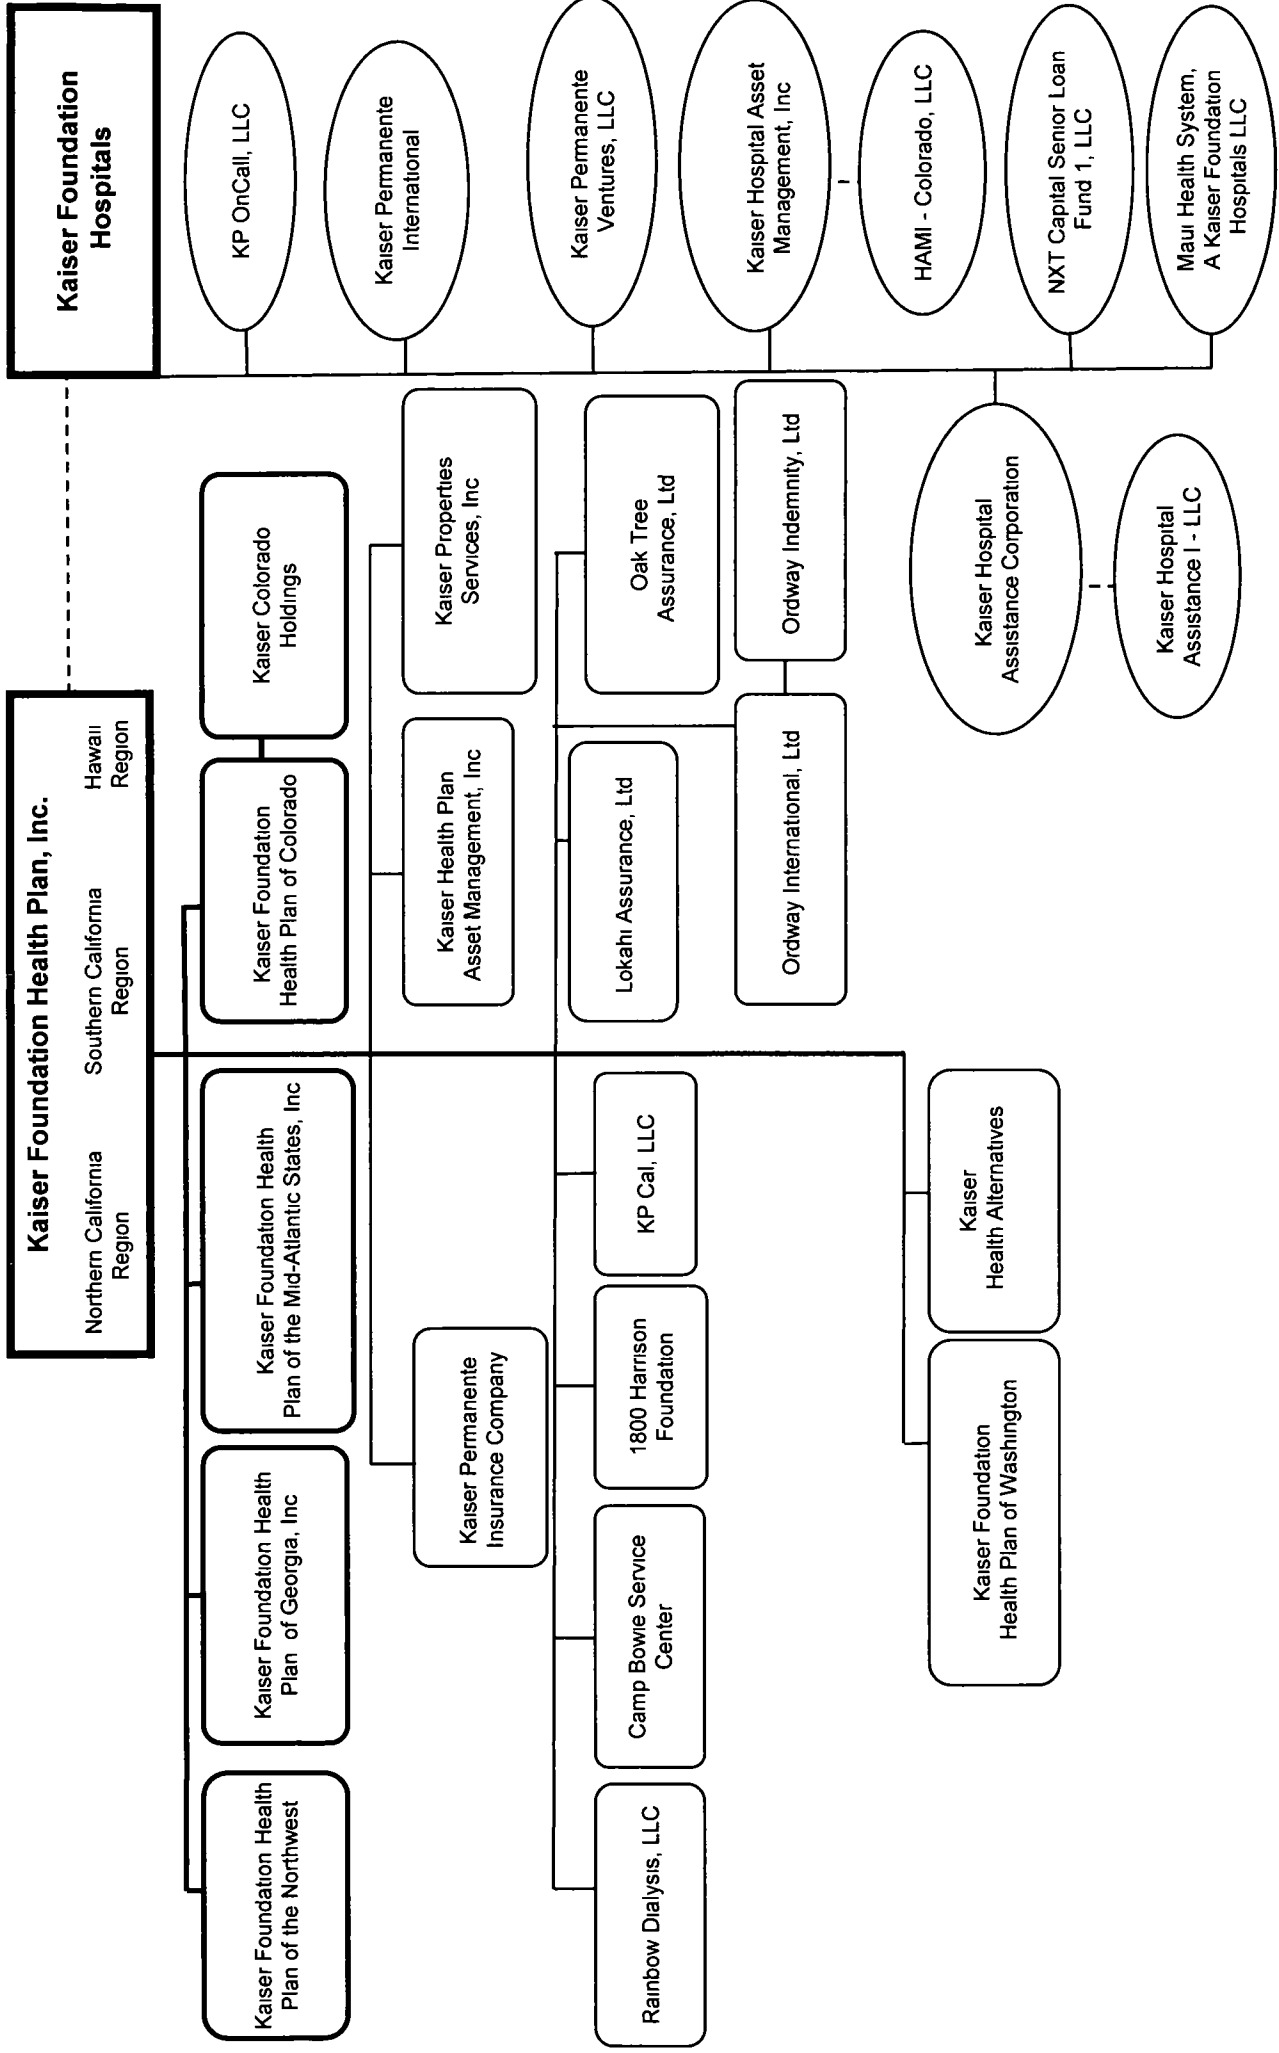 Kaiser Foundation Health Plan, Inc.
Northern California
Region
Southern California
Region
Hawaii
Region
Kaiser Foundation
Hospitals
Kaiser Foundation Health
Plan of the Northwest
Kaiser Foundation Health
Plan of Georgia, Inc
Kaiser Foundation Health
Plan of the Mid-Atlantic States, Inc
Kaiser Foundation
Health Plan of Colorado
Kaiser Colorado
Holdings
KP OnCall, LLC
Kaiser Permanente
Insurance Company
Kaiser Health Plan
Asset Management, Inc
Kaiser Properties
Services, Inc
Kaiser Permanente
International
Rainbow Dialysis, LLC
Camp Bowie Service
Center
1800 Harrison
Foundation
KP Cal, LLC
Lokahi Assurance, Ltd
Oak Tree
Assurance, Ltd
Kaiser Permanente
Ventures, LLC
Ordway International, Ltd
Ordway Indemnity, Ltd
Kaiser Hospital Asset
Management, Inc
HAMI - Colorado, LLC
Kaiser Foundation
Health Plan of Washington
Kaiser
Health Alternatives
Kaiser Hospital
Assistance Corporation
NXT Capital Senior Loan
Fund 1, LLC
Kaiser Hospital
Assistance I - LLC
Maui Health System,
A Kaiser Foundation
Hospitals LLC